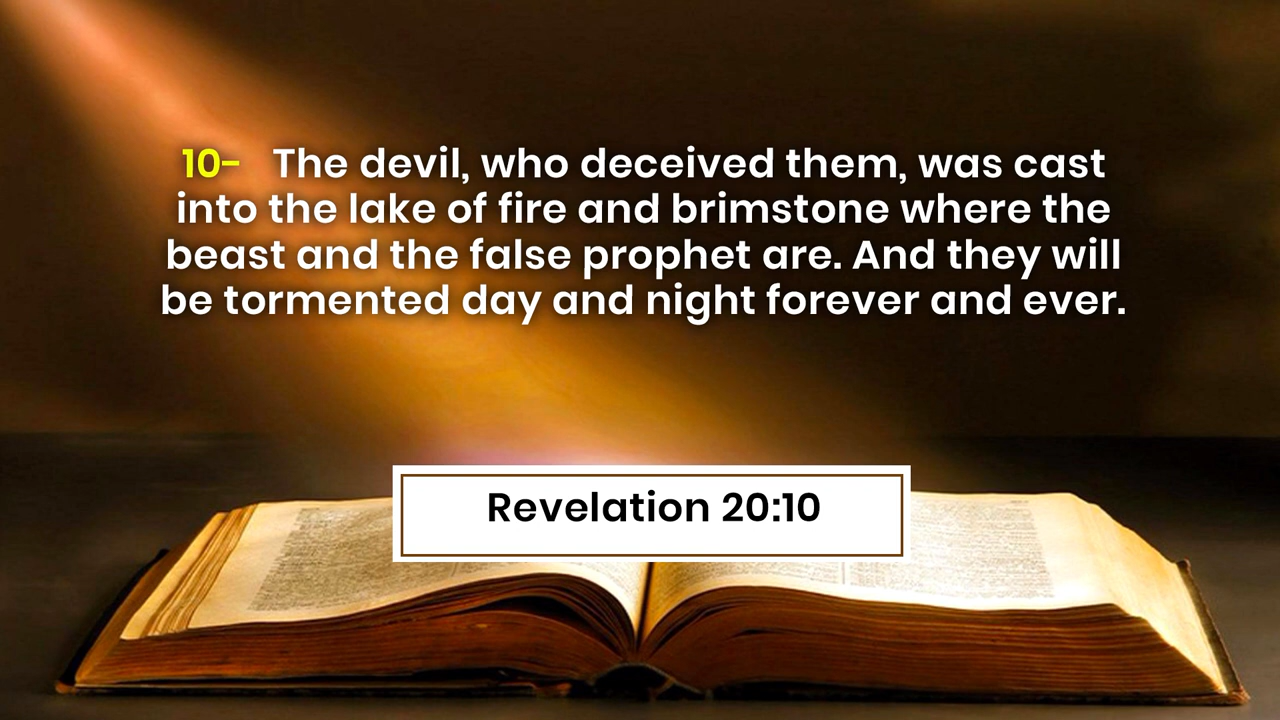 10- The devil, who deceived them, was cast
into the lake of fire and brimstone where the
beast and the false prophet are. And they will
be tormented day and night forever and ever.
Revelation 20:10